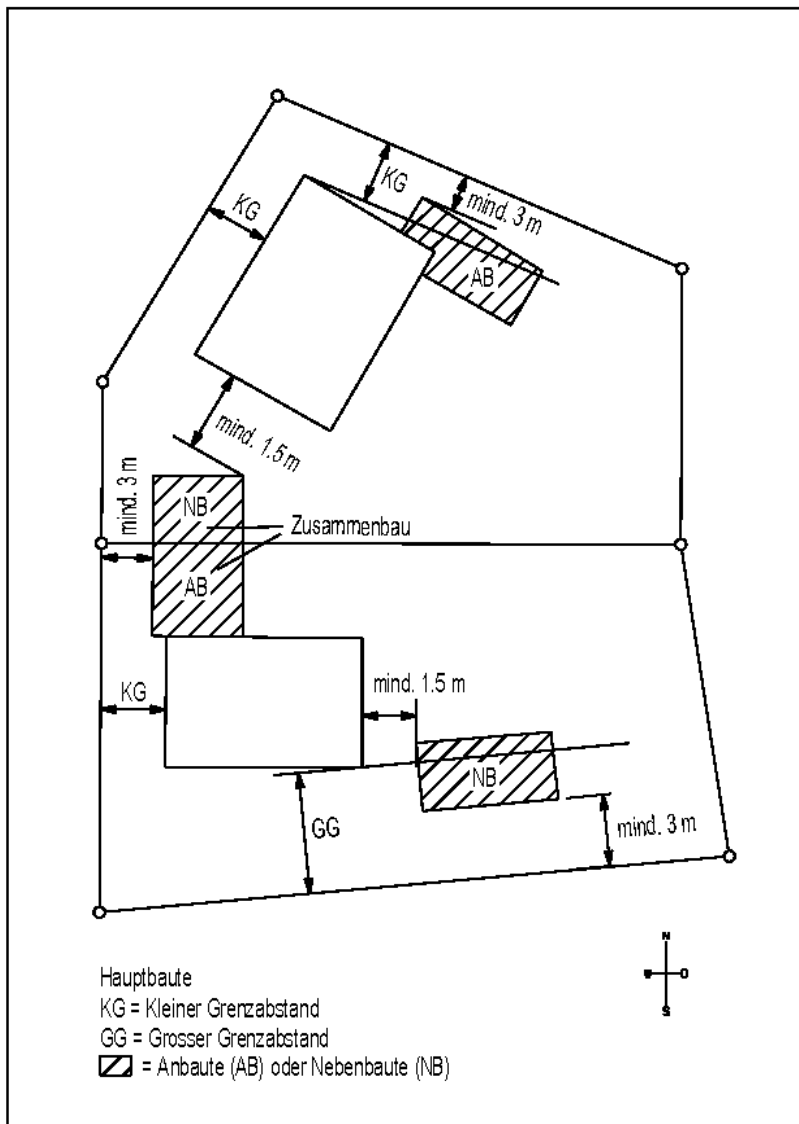 KG
KG
mind. 3 m
AB
mind. 1.5 m
mind. 3 m
NB
Zusammenbau
AB
KG
mind. 1.5 m
NB
GG
mind. 3 m
N
W O
S
Hauptbaute
KG = Kleiner Grenzabstand
GG = Grosser Grenzabstand
= Anbaute (AB) oder Nebenbaute (NB)